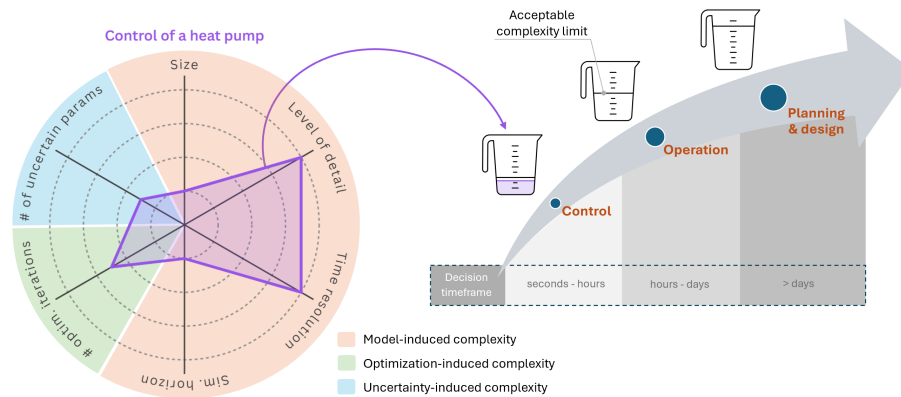 Control of a heat pump
Size
Level of detail
Time resolution
Sim. horizon
# optim. iterations
# of uncertain params
Model-induced complexity
Optimization-induced complexity
Uncertainty-induced complexity
Acceptable
complexity limit
Control
Operation
Planning
& design
Decision
timeframe
seconds - hours
hours - days
> days